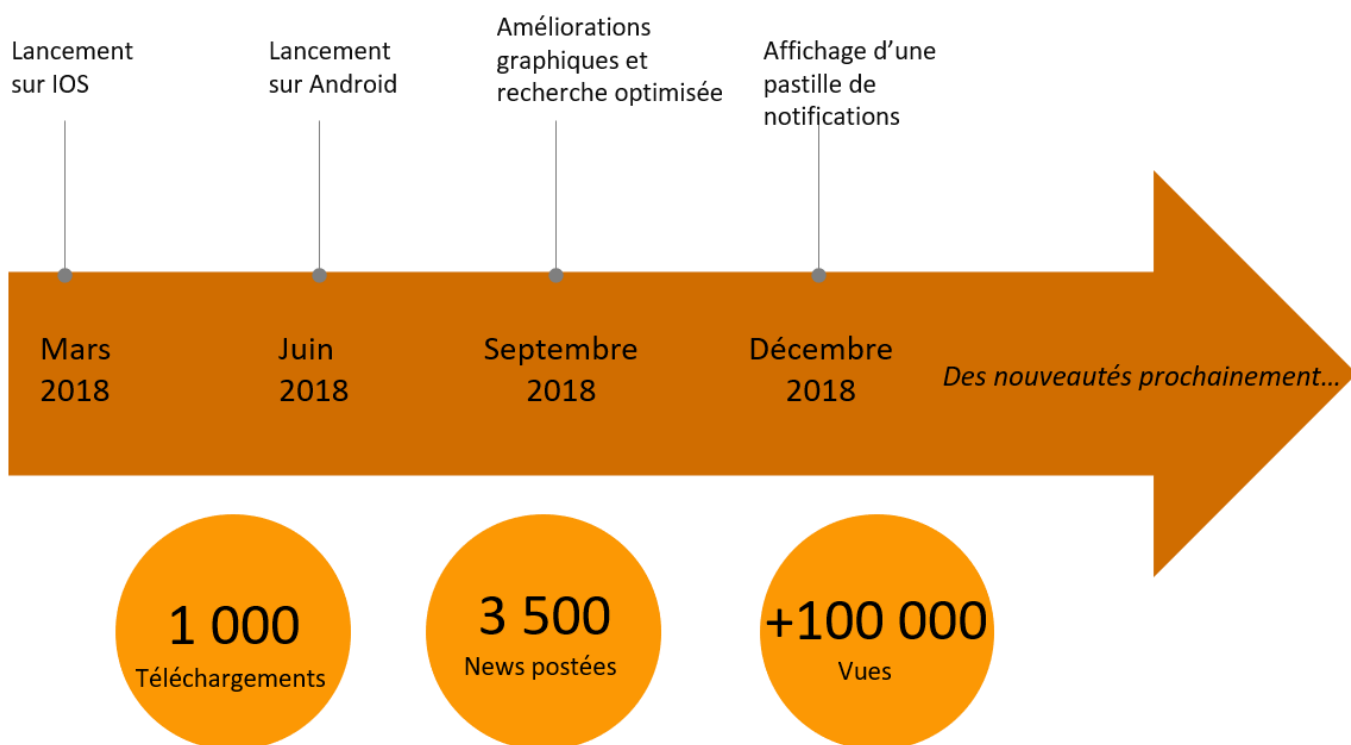 Lancement
sur IOS
Lancement
sur Android
Améliorations
graphiques et
recherche optimisée
Affichage d’une
pastille de
notifications
Mars
2018
Juin
2018
Septembre
2018
Décembre
2018
Des nouveautés prochainement…
1 000
Téléchargements
3 500
News postées
+100 000
Vues